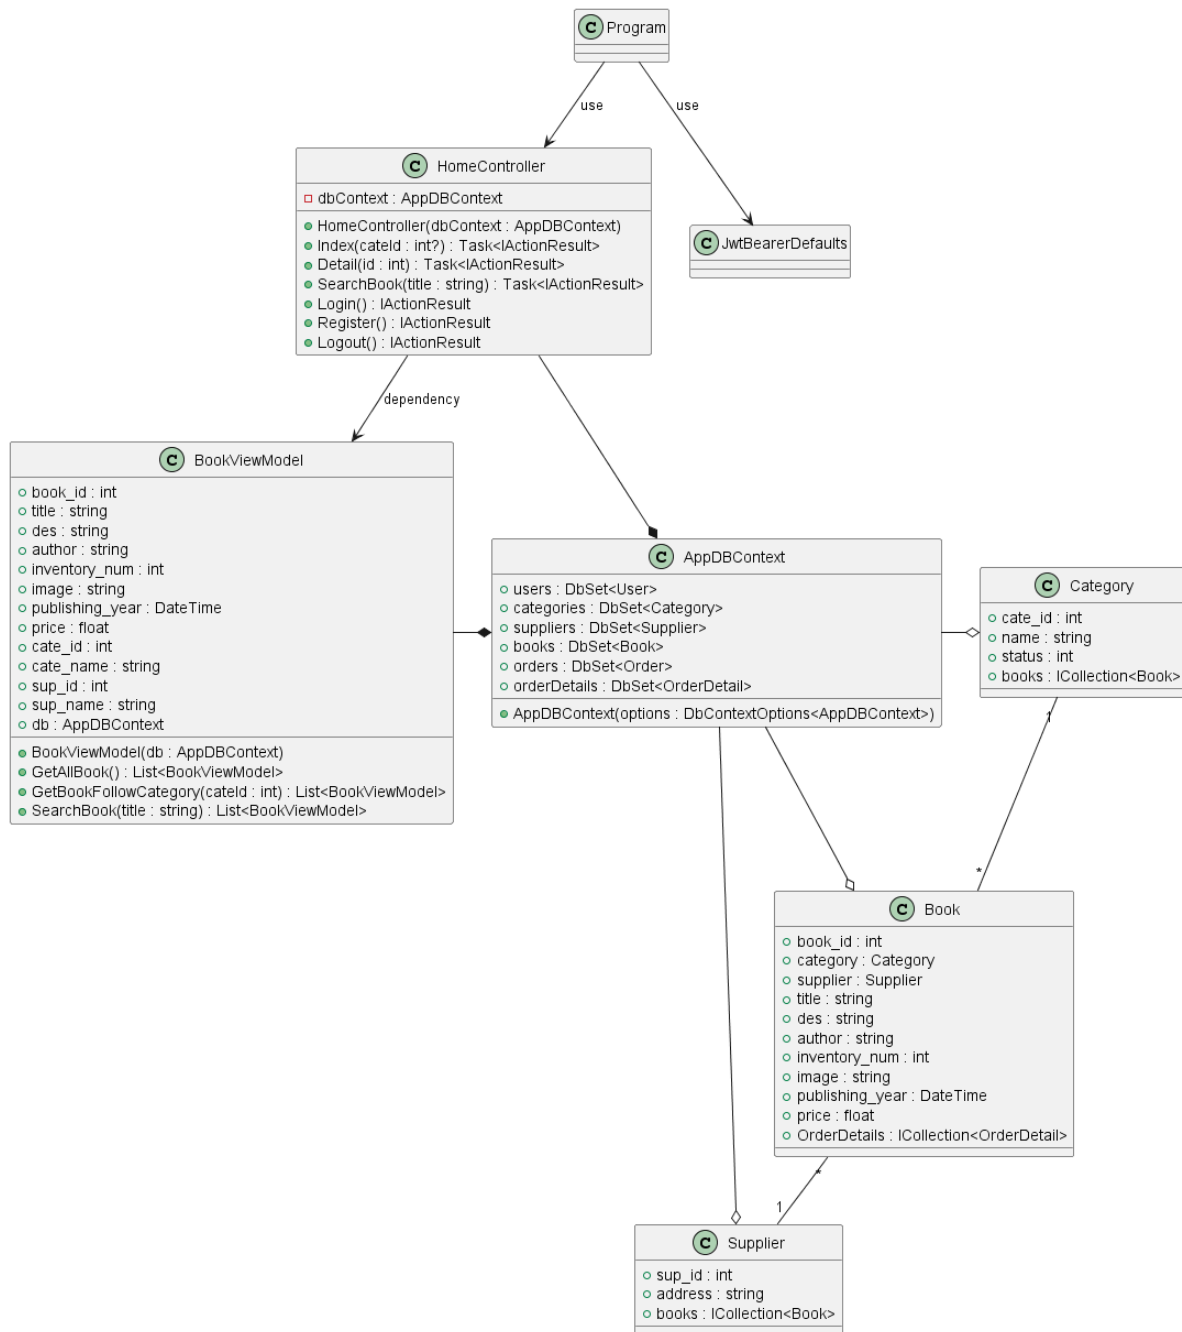 C Program
use
use
C HomeController
dbContext : AppDBContext
HomeController(dbContext : AppDBContext)
Index(cateId : int?) : Task<IActionResult>
Detail(id : int) : Task<IActionResult>
SearchBook(title : string) : Task<IActionResult>
Login() : IActionResult
Register() : IActionResult
Logout() : IActionResult
C JwtBearerDefaults
dependency
C BookViewModel
book_id : int
title : string
des : string
author : string
inventory_num : int
image : string
publishing_year : DateTime
price : float
cate_id : int
cate_name : string
sup_id : int
sup_name : string
db : AppDBContext
BookViewModel(db : AppDBContext)
GetAllBook() : List<BookViewModel>
GetBookFollowCategory(cateId : int) : List<BookViewModel>
SearchBook(title : string) : List<BookViewModel>
C AppDBContext
users : DbSet<User>
categories : DbSet<Category>
suppliers : DbSet<Supplier>
books : DbSet<Book>
orders : DbSet<Order>
orderDetails : DbSet<OrderDetail>
AppDBContext(options : DbContextOptions<AppDBContext>)
C Category
cate_id : int
name : string
status : int
books : ICollection<Book>
1
*
C Book
book_id : int
category : Category
supplier : Supplier
title : string
des : string
author : string
inventory_num : int
image : string
publishing_year : DateTime
price : float
OrderDetails : ICollection<OrderDetail>
*
1
C Supplier
sup_id : int
address : string
books : ICollection<Book>